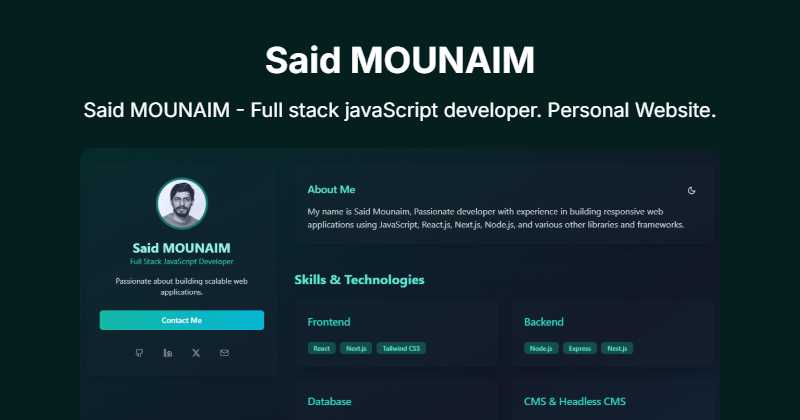 Said MOUNAIM
Said MOUNAIM - Full stack javaScript developer. Personal Website.
Said MOUNAIM
Full Stack JavaScript Developer
Passionate about building scalable web
applications.
Contact Me
About Me
My name is Said Mounaim, Passionate developer with experience in building responsive web
applications using JavaScript, React.js, Next.js, Node.js, and various other libraries and frameworks.
Skills & Technologies
Frontend
React Next.js Tailwind CSS
Backend
Node.js Express Nest.js
Database
CMS & Headless CMS